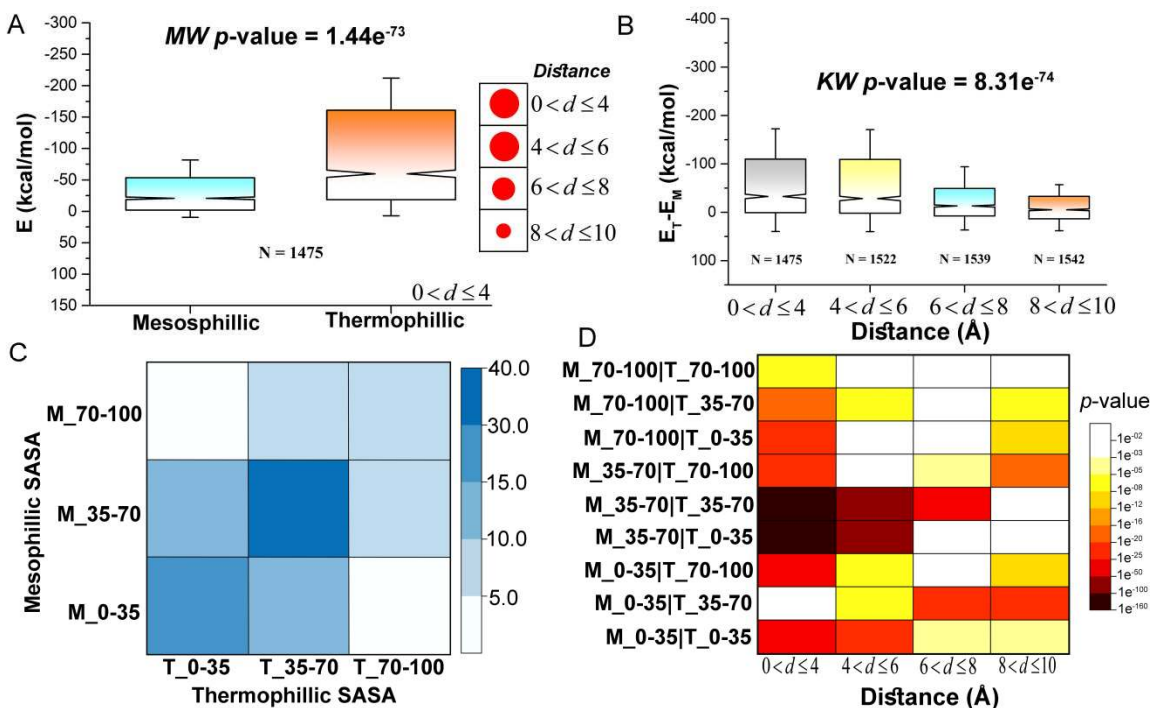 A
MW p-value = 1.44e-73
E (kcal/mol)
-300
-250
-200
-150
-100
-50
0
50
100
150
N = 1475
0 < d ≤ 4
Mesosphillic
Thermophillic
Distance
0 < d ≤ 4
4 < d ≤ 6
6 < d ≤ 8
8 < d ≤ 10
B
KW p-value = 8.31e-74
E_T-E_M (kcal/mol)
-400
-300
-200
-100
0
100
N = 1475
N = 1522
N = 1539
N = 1542
0 < d ≤ 4
4 < d ≤ 6
6 < d ≤ 8
8 < d ≤ 10
Distance (Å)
C
Mesophillic SASA
M_70-100
M_35-70
M_0-35
T_0-35
T_35-70
T_70-100
Thermophillic SASA
40.0
30.0
15.0
10.0
5.0
D
M_70-100|T_70-100
M_70-100|T_35-70
M_70-100|T_0-35
M_35-70|T_70-100
M_35-70|T_35-70
M_35-70|T_0-35
M_0-35|T_70-100
M_0-35|T_35-70
M_0-35|T_0-35
0 < d ≤ 4
4 < d ≤ 6
6 < d ≤ 8
8 < d ≤ 10
Distance (Å)
p-value
1e-02
1e-03
1e-05
1e-08
1e-12
1e-16
1e-20
1e-25
1e-50
1e-100
1e-160